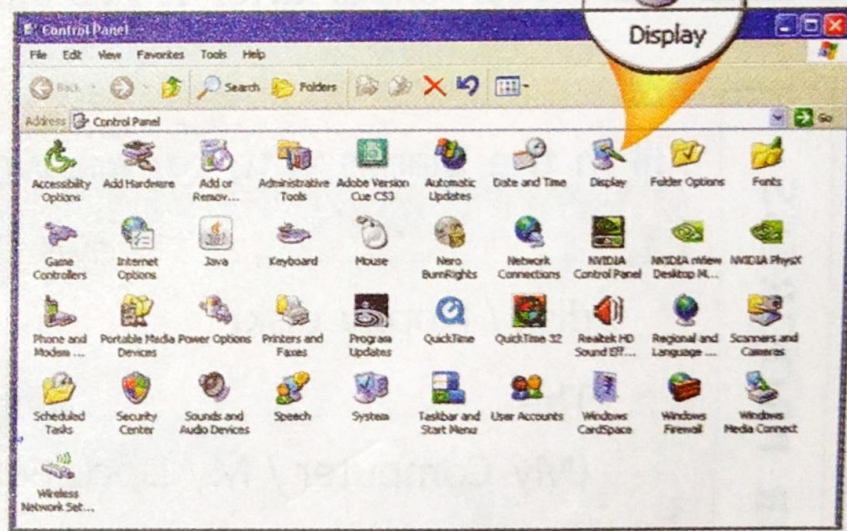 Display
Control Panel
File Edit View Favorites Tools Help
Back Search Folders
Address Control Panel Go
Accessibility Options
Add Hardware
Add or Remov...
Administrative Tools
Adobe Version Cue CS3
Automatic Updates
Date and Time
Display
Folder Options
Fonts
Game Controllers
Internet Options
Java
Keyboard
Mouse
Nero BurnRights
Network Connections
NVIDIA Control Panel
NVIDIA nView Desktop M...
NVIDIA PhysX
Phone and Modem ...
Portable Media Devices
Power Options
Printers and Faxes
Program Updates
QuickTime
QuickTime 32
Realtek HD Sound Eff...
Regional and Language ...
Scanners and Cameras
Scheduled Tasks
Security Center
Sounds and Audio Devices
Speech
System
Taskbar and Start Menu
User Accounts
Windows CardSpace
Windows Firewall
Windows Media Connect
Wireless Network Set...